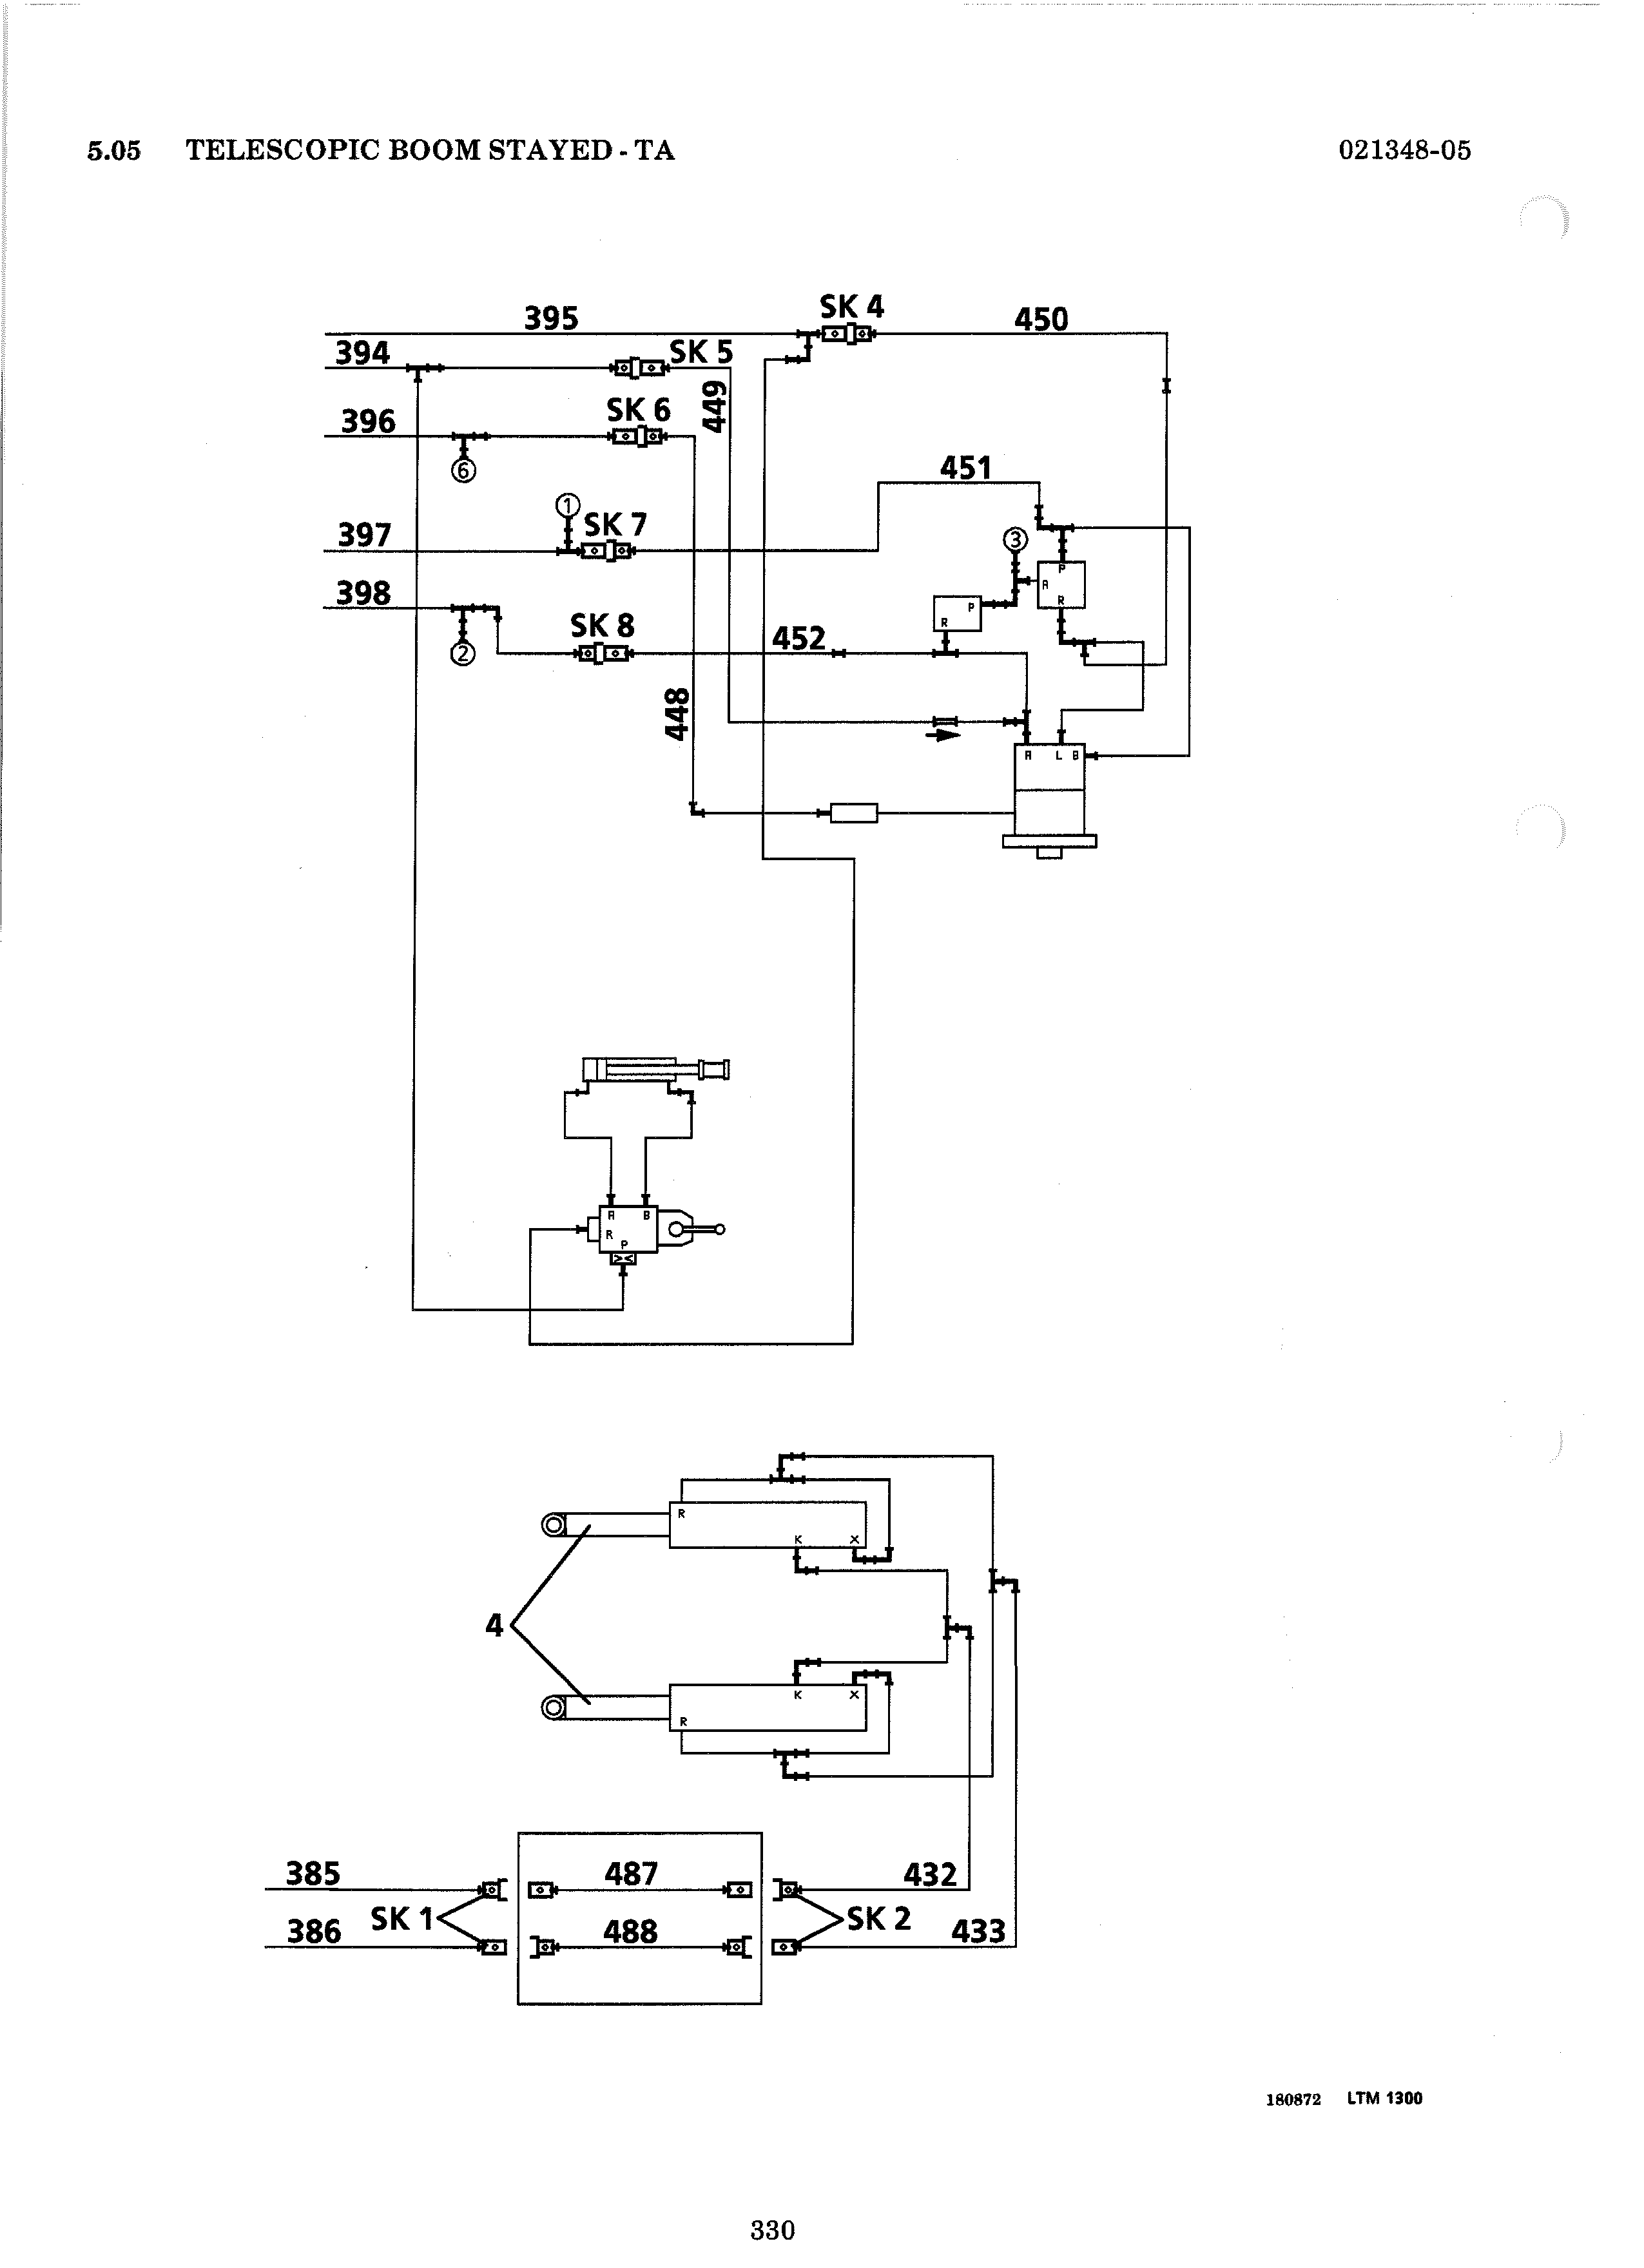 5.05 TELESCOPIC BOOM STAYED - TA 021348-05
395 SK 4 450
394 SK 5
449
396 SK 6
6
451
1
397 SK 7
3
P
A
R
398
P
R
SK 8 452
2
448
A L B
A B
R
P
R
K X
4
K X
R
385 487 432
SK 1 SK 2
386 488 433
180872 LTM 1300
330